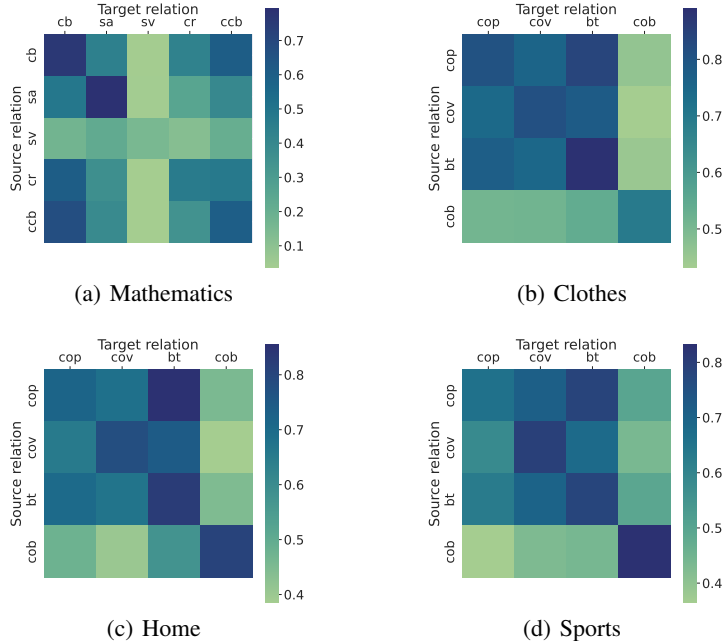 Target relation
cb sa sv cr ccb
Source relation
cb
sa
sv
cr
ccb
0.7
0.6
0.5
0.4
0.3
0.2
0.1
(a) Mathematics
Target relation
cop cov bt cob
Source relation
cop
cov
bt
cob
0.8
0.7
0.6
0.5
(b) Clothes
Target relation
cop cov bt cob
Source relation
cop
cov
bt
cob
0.8
0.7
0.6
0.5
0.4
(c) Home
Target relation
cop cov bt cob
Source relation
cop
cov
bt
cob
0.8
0.7
0.6
0.5
0.4
(d) Sports